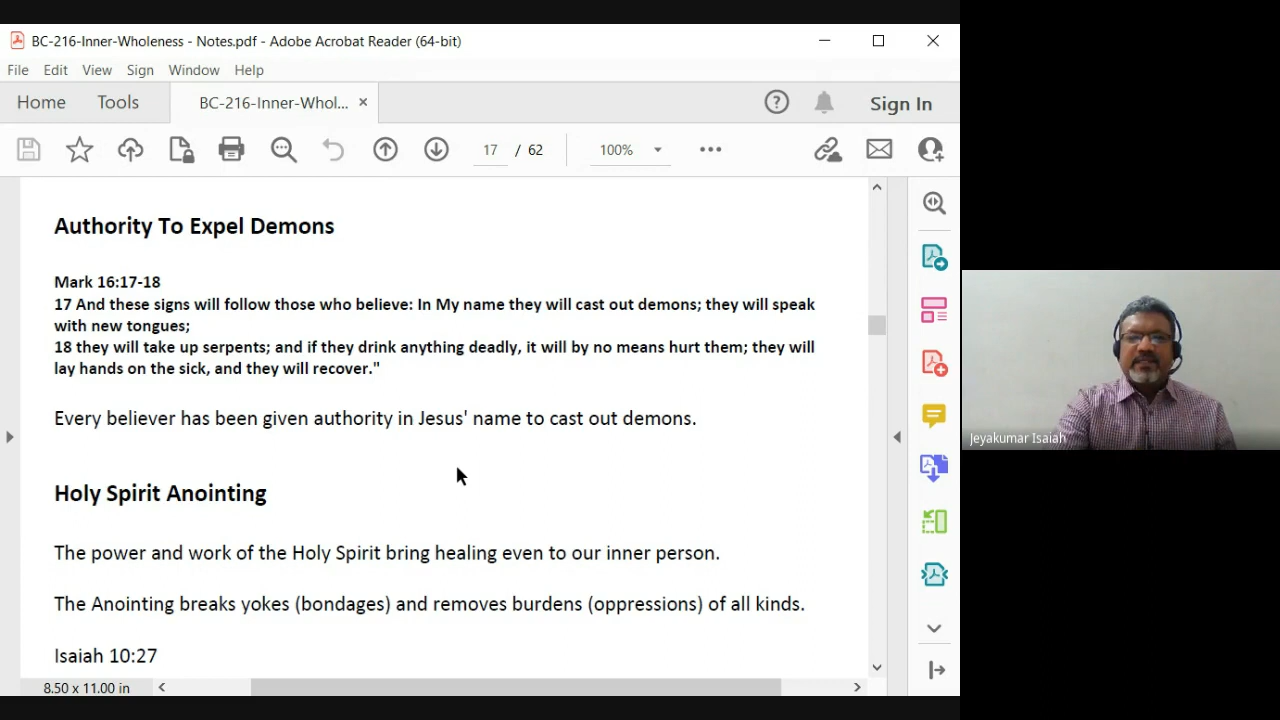 BC-216-Inner-Wholeness - Notes.pdf - Adobe Acrobat Reader (64-bit)
File Edit View Sign Window Help
Home Tools BC-216-Inner-Whol... × Sign In
17 / 62 100%
Authority To Expel Demons
Mark 16:17-18
17 And these signs will follow those who believe: In My name they will cast out demons; they will speak
with new tongues;
18 they will take up serpents; and if they drink anything deadly, it will by no means hurt them; they will
lay hands on the sick, and they will recover."
Every believer has been given authority in Jesus' name to cast out demons.
Jeyakumar Isaiah
Holy Spirit Anointing
The power and work of the Holy Spirit bring healing even to our inner person.
The Anointing breaks yokes (bondages) and removes burdens (oppressions) of all kinds.
Isaiah 10:27
8.50 x 11.00 in